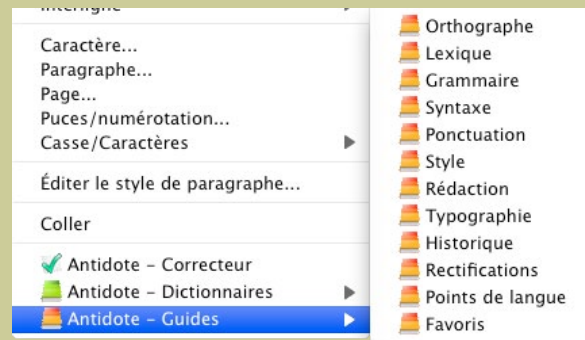 Interligne
Caractère...
Paragraphe...
Page...
Puces/numérotation...
Casse/Caractères
Éditer le style de paragraphe...
Coller
Antidote – Correcteur
Antidote – Dictionnaires
Antidote – Guides
Orthographe
Lexique
Grammaire
Syntaxe
Ponctuation
Style
Rédaction
Typographie
Historique
Rectifications
Points de langue
Favoris